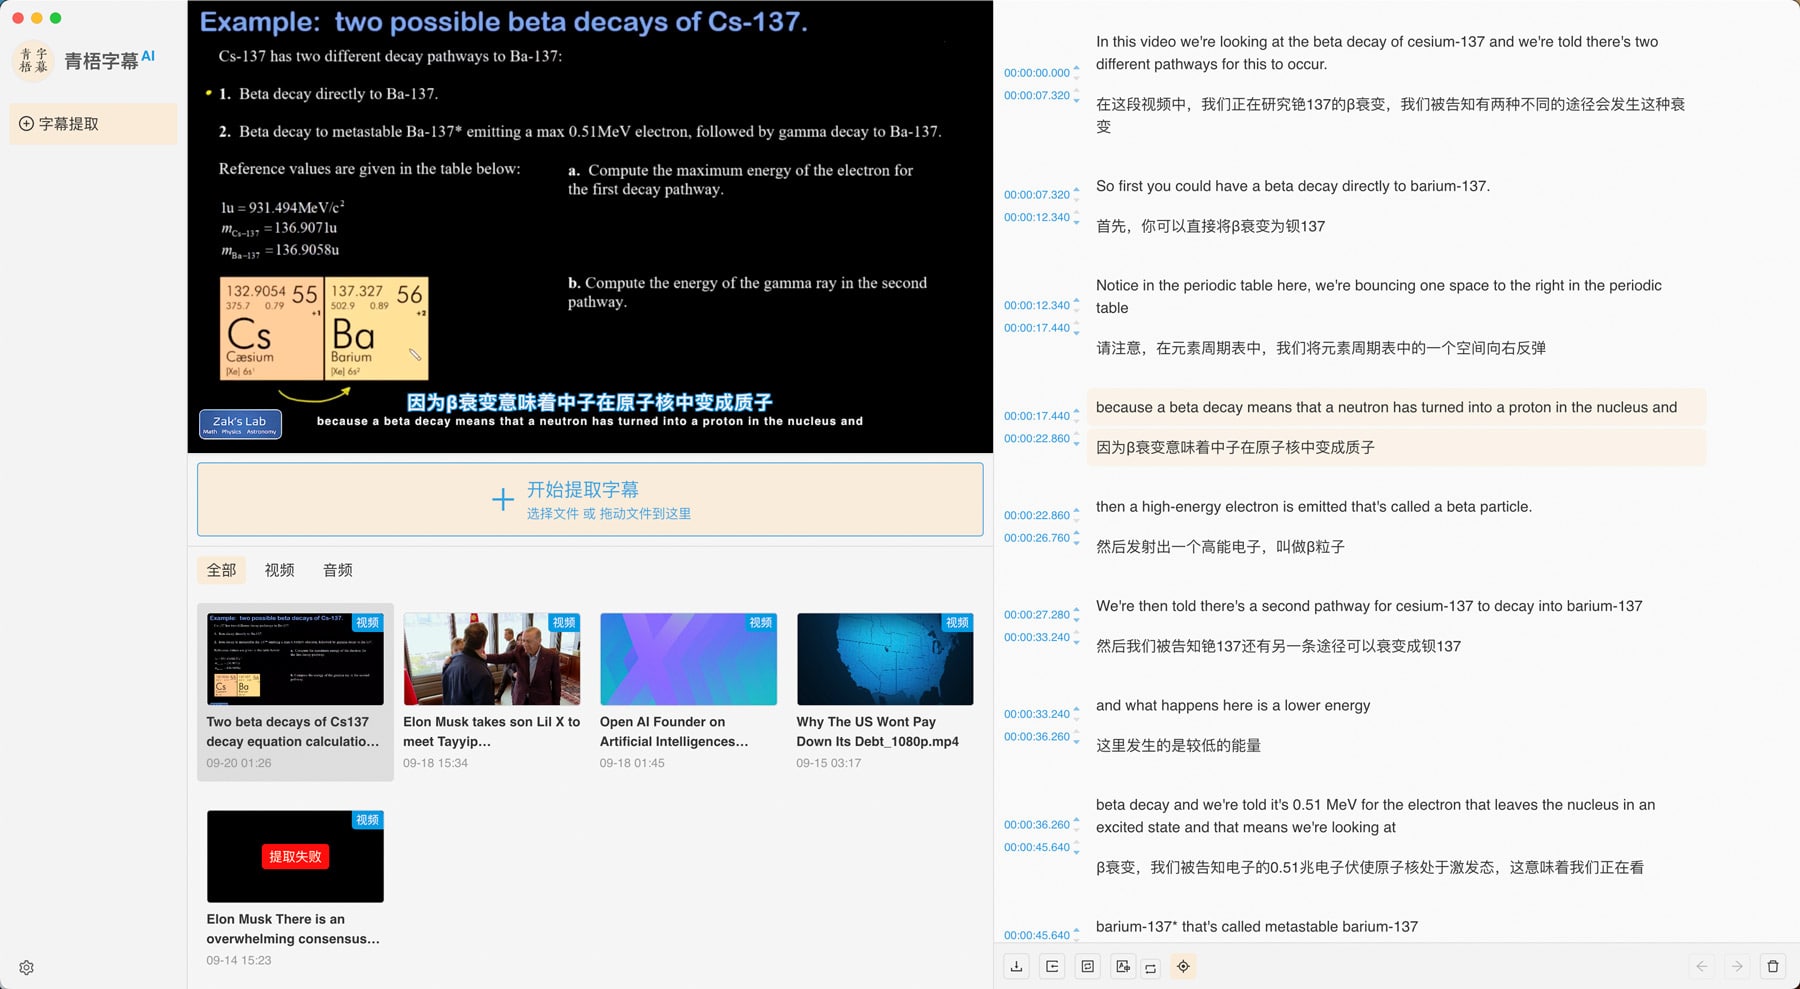 青字
梧幕
青梧字幕AI
字幕提取
Example: two possible beta decays of Cs-137.
Cs-137 has two different decay pathways to Ba-137:
1. Beta decay directly to Ba-137.
2. Beta decay to metastable Ba-137* emitting a max 0.51MeV electron, followed by gamma decay to Ba-137.
Reference values are given in the table below:
1u = 931.494MeV/c²
mCs-137 = 136.9071u
mBa-137 = 136.9058u
a. Compute the maximum energy of the electron for
the first decay pathway.
b. Compute the energy of the gamma ray in the second
pathway.
132.9054 55
375.7 0.79 +1
Cs
Cæsium
[Xe] 6s¹
137.327 56
502.9 0.89 +2
Ba
Barium
[Xe] 6s²
因为β衰变意味着中子在原子核中变成质子
because a beta decay means that a neutron has turned into a proton in the nucleus and
Zak's Lab
Math Physics Astronomy
开始提取字幕
选择文件 或 拖动文件到这里
全部 视频 音频
视频
Two beta decays of Cs137
decay equation calculatio...
09-20 01:26
视频
Elon Musk takes son Lil X to
meet Tayyip...
09-18 15:34
视频
Open AI Founder on
Artificial Intelligences...
09-18 01:45
视频
Why The US Wont Pay
Down Its Debt_1080p.mp4
09-15 03:17
视频
提取失败
Elon Musk There is an
overwhelming consensus...
09-14 15:23
00:00:00.000
00:00:07.320
In this video we're looking at the beta decay of cesium-137 and we're told there's two
different pathways for this to occur.
在这段视频中，我们正在研究铯137的β衰变，我们被告知有两种不同的途径会发生这种衰
变
00:00:07.320
00:00:12.340
So first you could have a beta decay directly to barium-137.
首先，你可以直接将β衰变为钡137
00:00:12.340
00:00:17.440
Notice in the periodic table here, we're bouncing one space to the right in the periodic
table
请注意，在元素周期表中，我们将元素周期表中的一个空间向右反弹
00:00:17.440
00:00:22.860
because a beta decay means that a neutron has turned into a proton in the nucleus and
因为β衰变意味着中子在原子核中变成质子
00:00:22.860
00:00:26.760
then a high-energy electron is emitted that's called a beta particle.
然后发射出一个高能电子，叫做β粒子
00:00:27.280
00:00:33.240
We're then told there's a second pathway for cesium-137 to decay into barium-137
然后我们被告知铯137还有另一条途径可以衰变成钡137
00:00:33.240
00:00:36.260
and what happens here is a lower energy
这里发生的是较低的能量
00:00:36.260
00:00:45.640
beta decay and we're told it's 0.51 MeV for the electron that leaves the nucleus in an
excited state and that means we're looking at
β衰变，我们被告知电子的0.51兆电子伏使原子核处于激发态，这意味着我们正在看
00:00:45.640
barium-137* that's called metastable barium-137